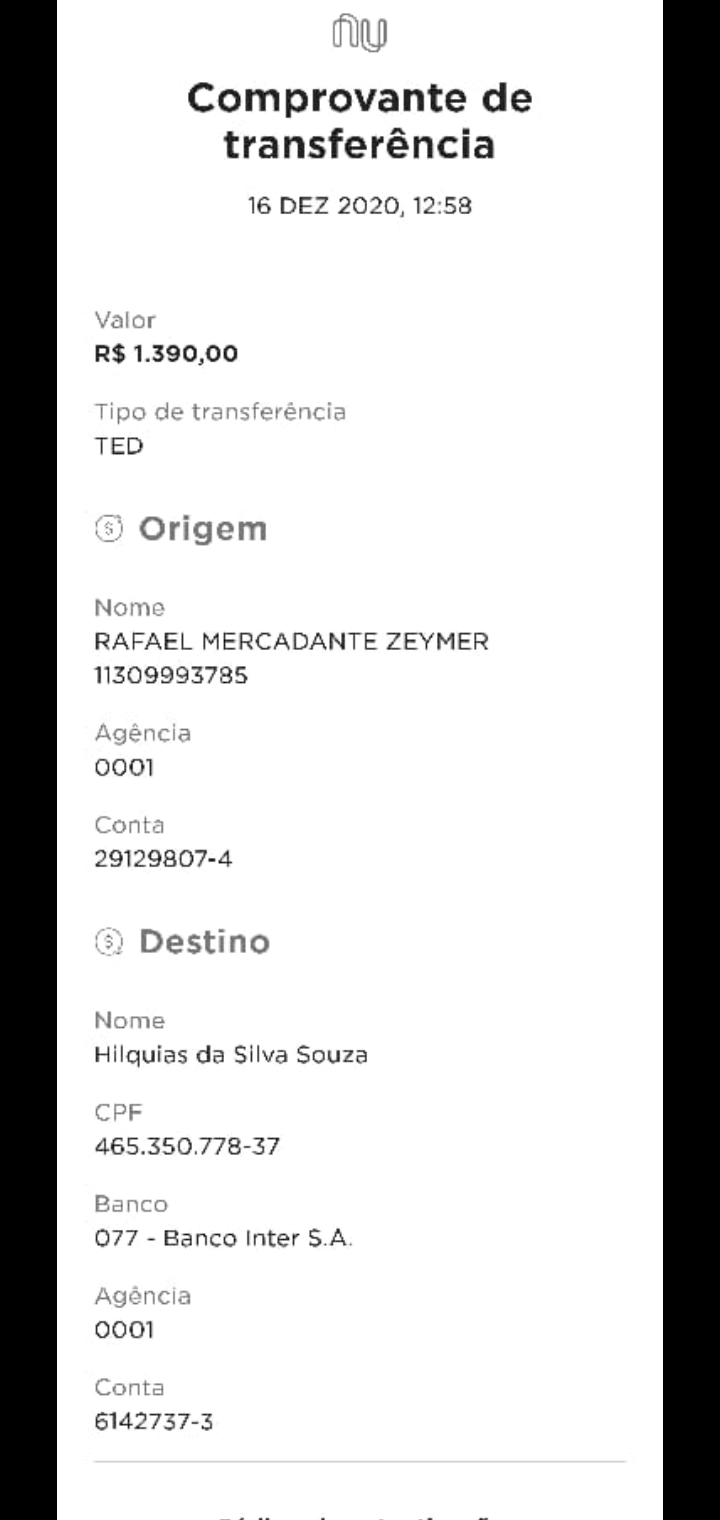 nu
Comprovante de
transferência
16 DEZ 2020, 12:58
Valor
R$ 1.390,00
Tipo de transferência
TED
Origem
Nome
RAFAEL MERCADANTE ZEYMER
11309993785
Agência
0001
Conta
29129807-4
Destino
Nome
Hilquias da Silva Souza
CPF
465.350.778-37
Banco
077 - Banco Inter S.A.
Agência
0001
Conta
6142737-3